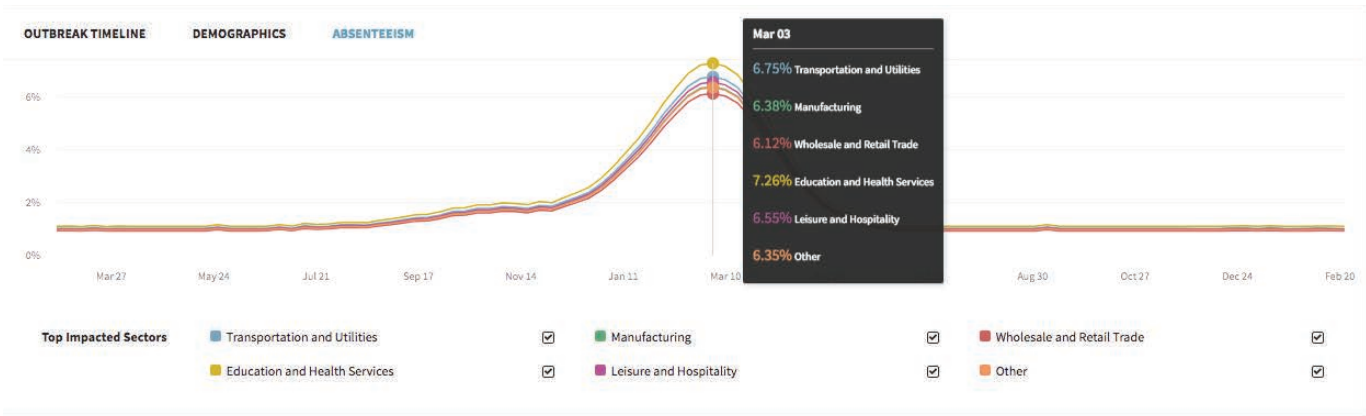 OUTBREAK TIMELINE DEMOGRAPHICS ABSENTEEISM
Mar 03
6.75% Transportation and Utilities
6.38% Manufacturing
6.12% Wholesale and Retail Trade
7.26% Education and Health Services
6.55% Leisure and Hospitality
6.35% Other
6%
4%
2%
0%
Mar 27 May 24 Jul 21 Sep 17 Nov 14 Jan 11 Mar 10 Aug 30 Oct 27 Dec 24 Feb 20
Top Impacted Sectors Transportation and Utilities Manufacturing Wholesale and Retail Trade
Education and Health Services Leisure and Hospitality Other